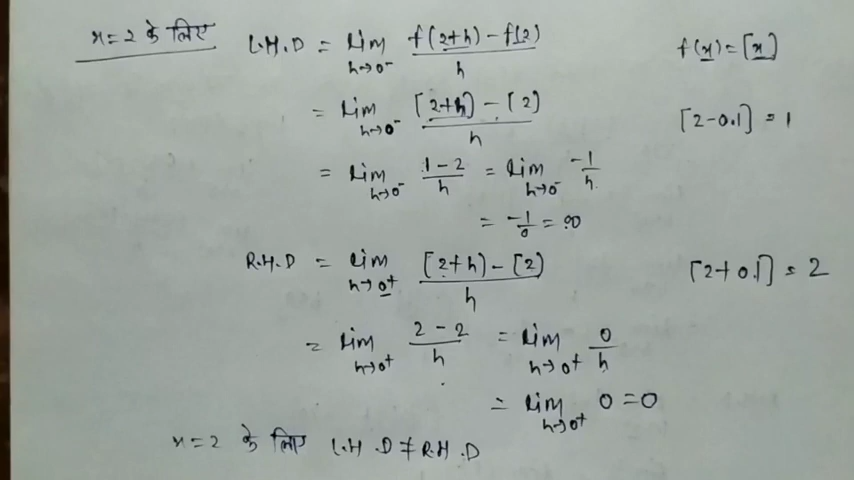 x=2 के लिए L.H.D = lim h→0⁻ f(2+h) - f(2) / h f(x) = [x]
= lim h→0⁻ [2+h] - [2] / h [2-0.1] = 1
= lim h→0⁻ 1-2 / h = lim h→0⁻ -1/h
= -1/0 = ∞
R.H.D = lim h→0⁺ [2+h] - [2] / h [2+0.1] = 2
= lim h→0⁺ 2-2 / h = lim h→0⁺ 0/h
= lim h→0⁺ 0 = 0
x=2 के लिए L.H.D ≠ R.H.D